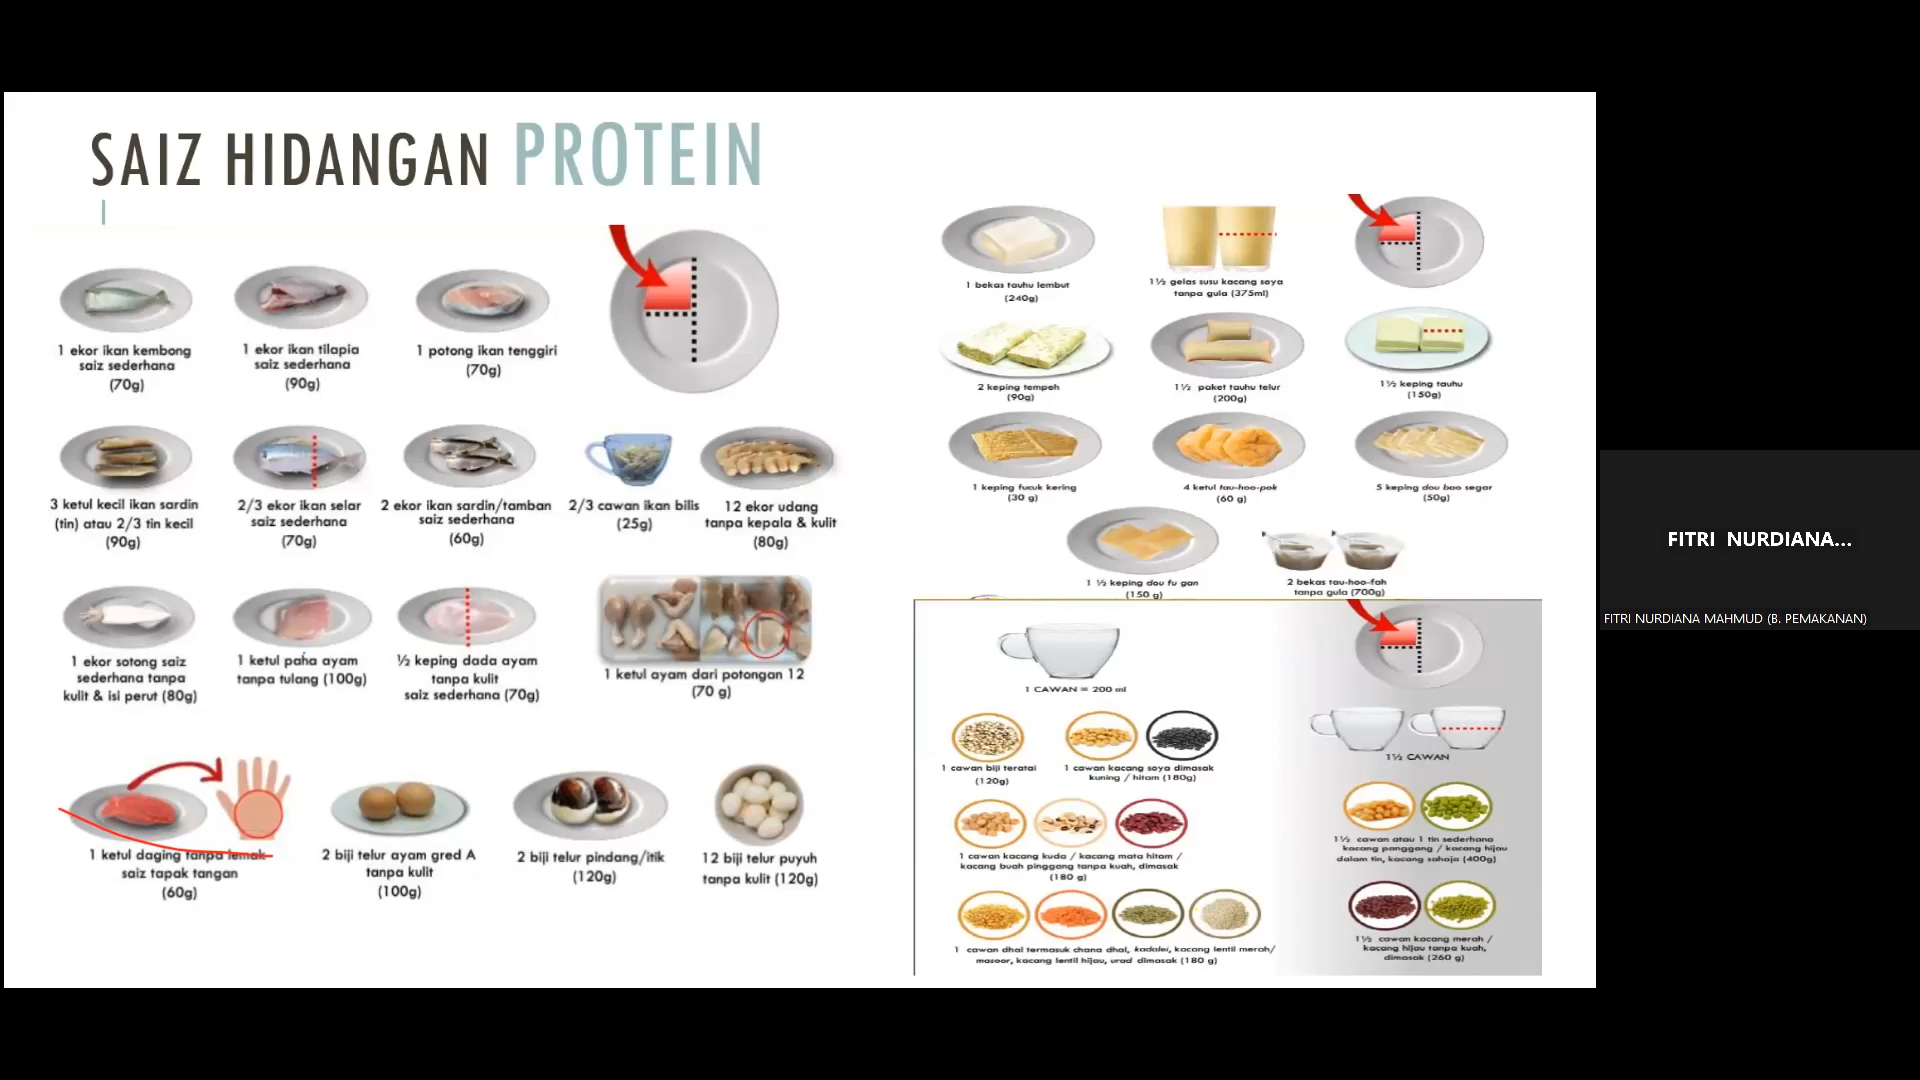 SAIZ HIDANGAN PROTEIN
1 ekor ikan kembong
saiz sederhana
(70g)
1 ekor ikan tilapia
saiz sederhana
(90g)
1 potong ikan tenggiri
(70g)
3 ketul kecil ikan sardin
(tin) atau 2/3 tin kecil
(90g)
2/3 ekor ikan selar
saiz sederhana
(70g)
2 ekor ikan sardin/tamban
saiz sederhana
(60g)
2/3 cawan ikan bilis
(25g)
12 ekor udang
tanpa kepala & kulit
(80g)
1 ekor sotong saiz
sederhana tanpa
kulit & isi perut (80g)
1 ketul paha ayam
tanpa tulang (100g)
½ keping dada ayam
tanpa kulit
saiz sederhana (70g)
1 ketul ayam dari potongan 12
(70 g)
1 ketul daging tanpa lemak
saiz tapak tangan
(60g)
2 biji telur ayam gred A
tanpa kulit
(100g)
2 biji telur pindang/itik
(120g)
12 biji telur puyuh
tanpa kulit (120g)
1 bekas tauhu lembut
(240g)
1½ gelas susu kacang soya
tanpa gula (375ml)
2 keping tempeh
(90g)
1½ paket tauhu telur
(200g)
1½ keping tauhu
(150g)
1 keping fucuk kering
(30 g)
4 ketul tau-hoo-pok
(60 g)
5 keping dou bao segar
(50g)
1 ½ keping dou fu gan
(150 g)
2 bekas tau-hoo-fah
tanpa gula (700g)
1 CAWAN = 200 ml
1 cawan biji teratai
(120g)
1 cawan kacang soya dimasak
kuning / hitam (180g)
1½ CAWAN
1 cawan kacang kuda / kacang mata hitam /
kacang buah pinggang tanpa kuah, dimasak
(180 g)
1½ cawan atau 1 tin sederhana
kacang panggang / kacang hijau
dalam tin, kacang sahaja (400g)
1 cawan dhal termasuk chana dhal, kadalei, kacang lentil merah/
masoor, kacang lentil hijau, urad dimasak (180 g)
1½ cawan kacang merah /
kacang hijau tanpa kuah,
dimasak (260 g)
FITRI NURDIANA...
FITRI NURDIANA MAHMUD (B. PEMAKANAN)